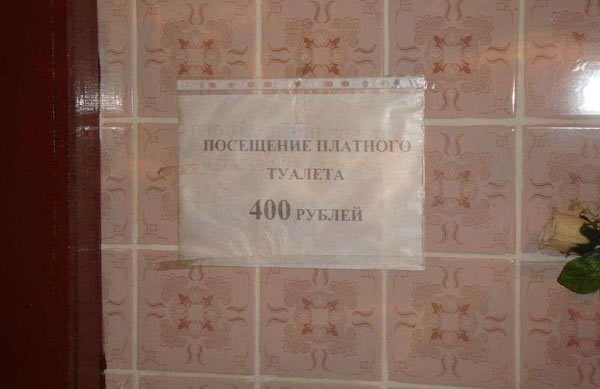 ПОСЕЩЕНИЕ ПЛАТНОГО
ТУАЛЕТА
400 РУБЛЕЙ